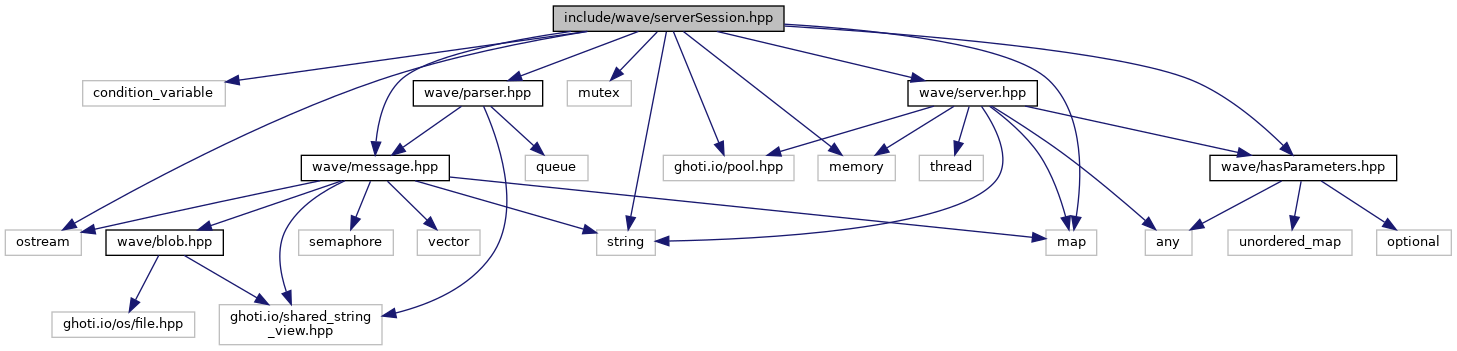 include/wave/serverSession.hpp
condition_variable
wave/parser.hpp
mutex
wave/server.hpp
wave/message.hpp
queue
ghoti.io/pool.hpp
memory
thread
wave/hasParameters.hpp
ostream
wave/blob.hpp
semaphore
vector
string
map
any
unordered_map
optional
ghoti.io/os/file.hpp
ghoti.io/shared_string
_view.hpp